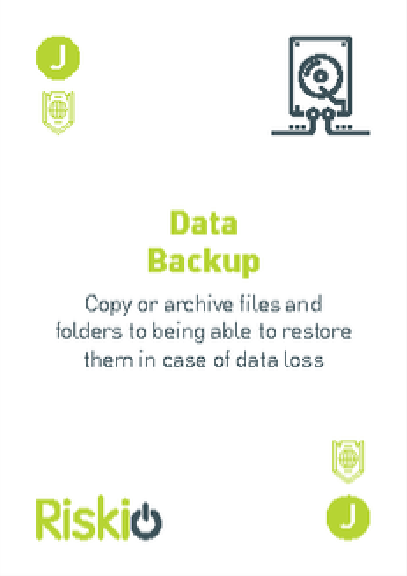 J
Data
Backup
Copy or archive files and
folders to being able to restore
them in case of data loss
Riskio
J